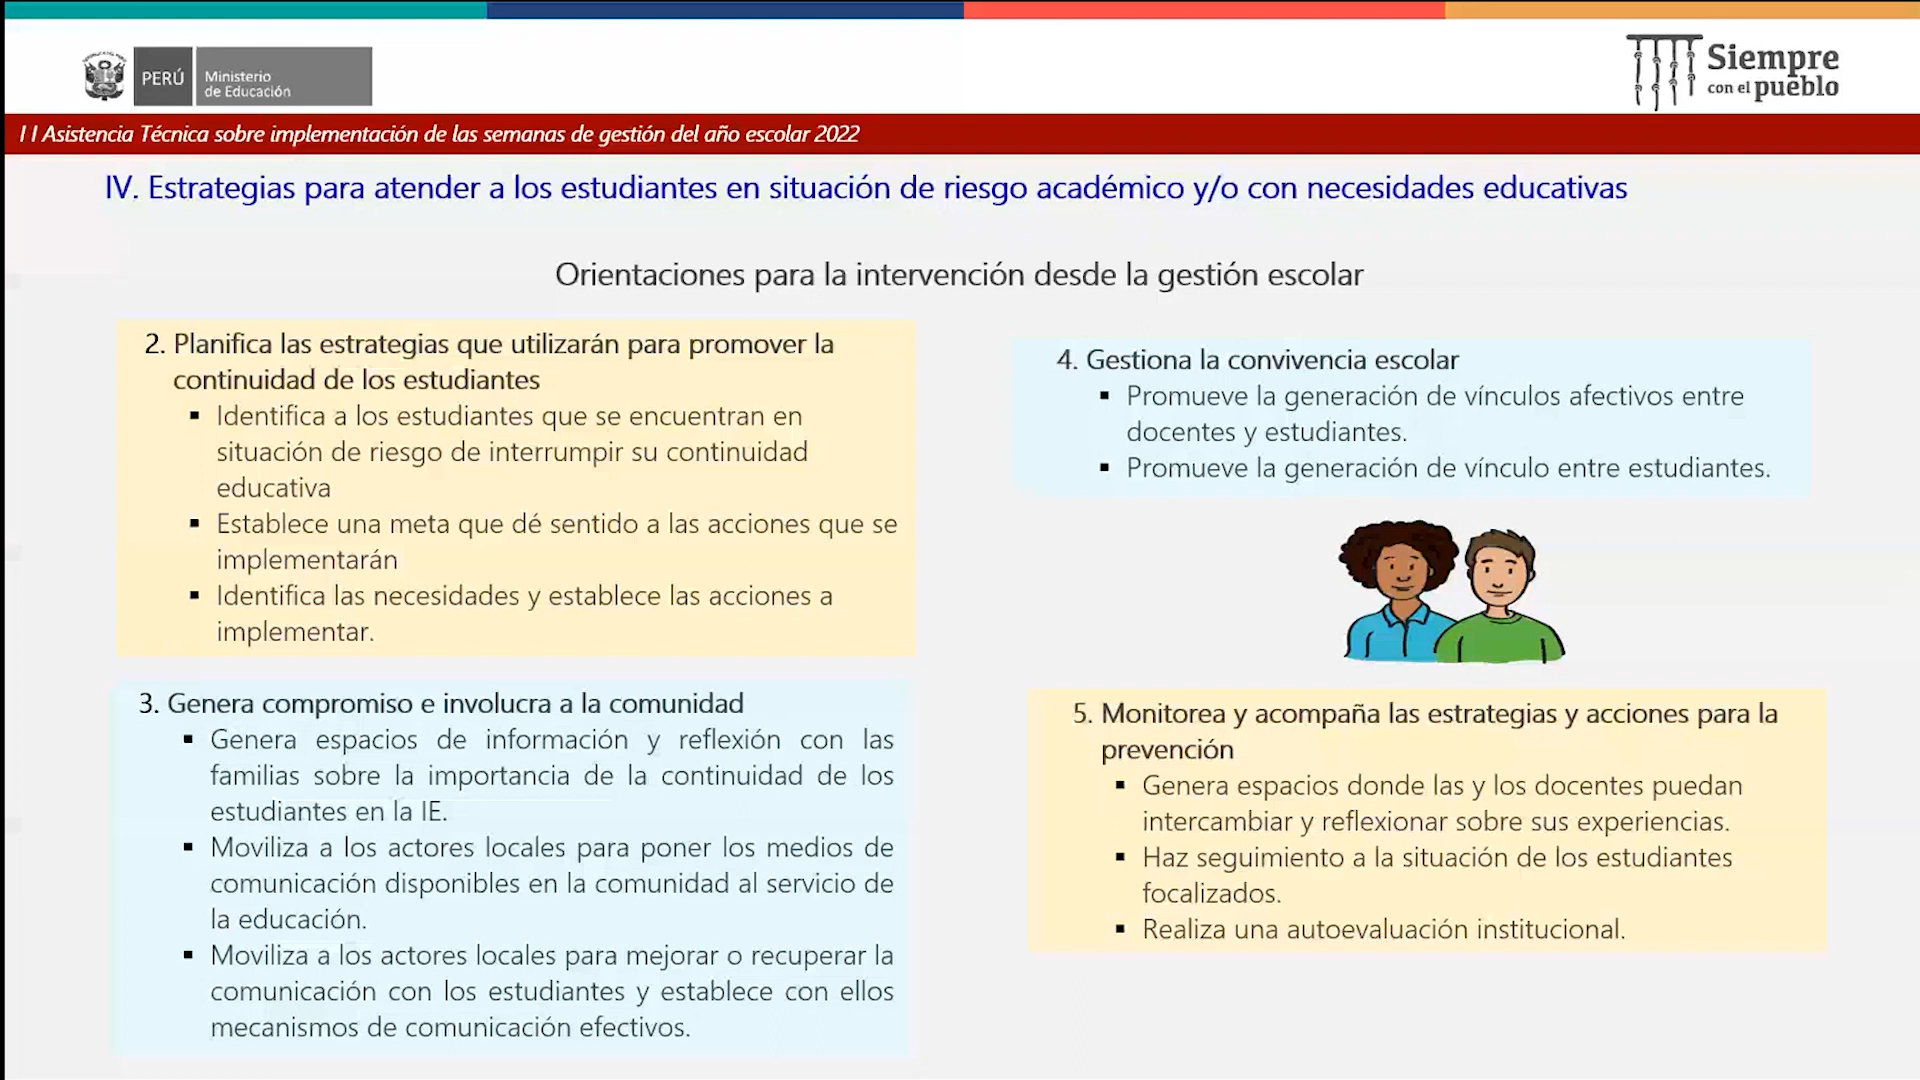 PERÚ
Ministerio
de Educación
Siempre
con el pueblo
I I Asistencia Técnica sobre implementación de las semanas de gestión del año escolar 2022
IV. Estrategias para atender a los estudiantes en situación de riesgo académico y/o con necesidades educativas
Orientaciones para la intervención desde la gestión escolar
2. Planifica las estrategias que utilizarán para promover la
continuidad de los estudiantes
▪ Identifica a los estudiantes que se encuentran en
situación de riesgo de interrumpir su continuidad
educativa
▪ Establece una meta que dé sentido a las acciones que se
implementarán
▪ Identifica las necesidades y establece las acciones a
implementar.
3. Genera compromiso e involucra a la comunidad
▪ Genera espacios de información y reflexión con las
familias sobre la importancia de la continuidad de los
estudiantes en la IE.
▪ Moviliza a los actores locales para poner los medios de
comunicación disponibles en la comunidad al servicio de
la educación.
▪ Moviliza a los actores locales para mejorar o recuperar la
comunicación con los estudiantes y establece con ellos
mecanismos de comunicación efectivos.
4. Gestiona la convivencia escolar
▪ Promueve la generación de vínculos afectivos entre
docentes y estudiantes.
▪ Promueve la generación de vínculo entre estudiantes.
5. Monitorea y acompaña las estrategias y acciones para la
prevención
▪ Genera espacios donde las y los docentes puedan
intercambiar y reflexionar sobre sus experiencias.
▪ Haz seguimiento a la situación de los estudiantes
focalizados.
▪ Realiza una autoevaluación institucional.